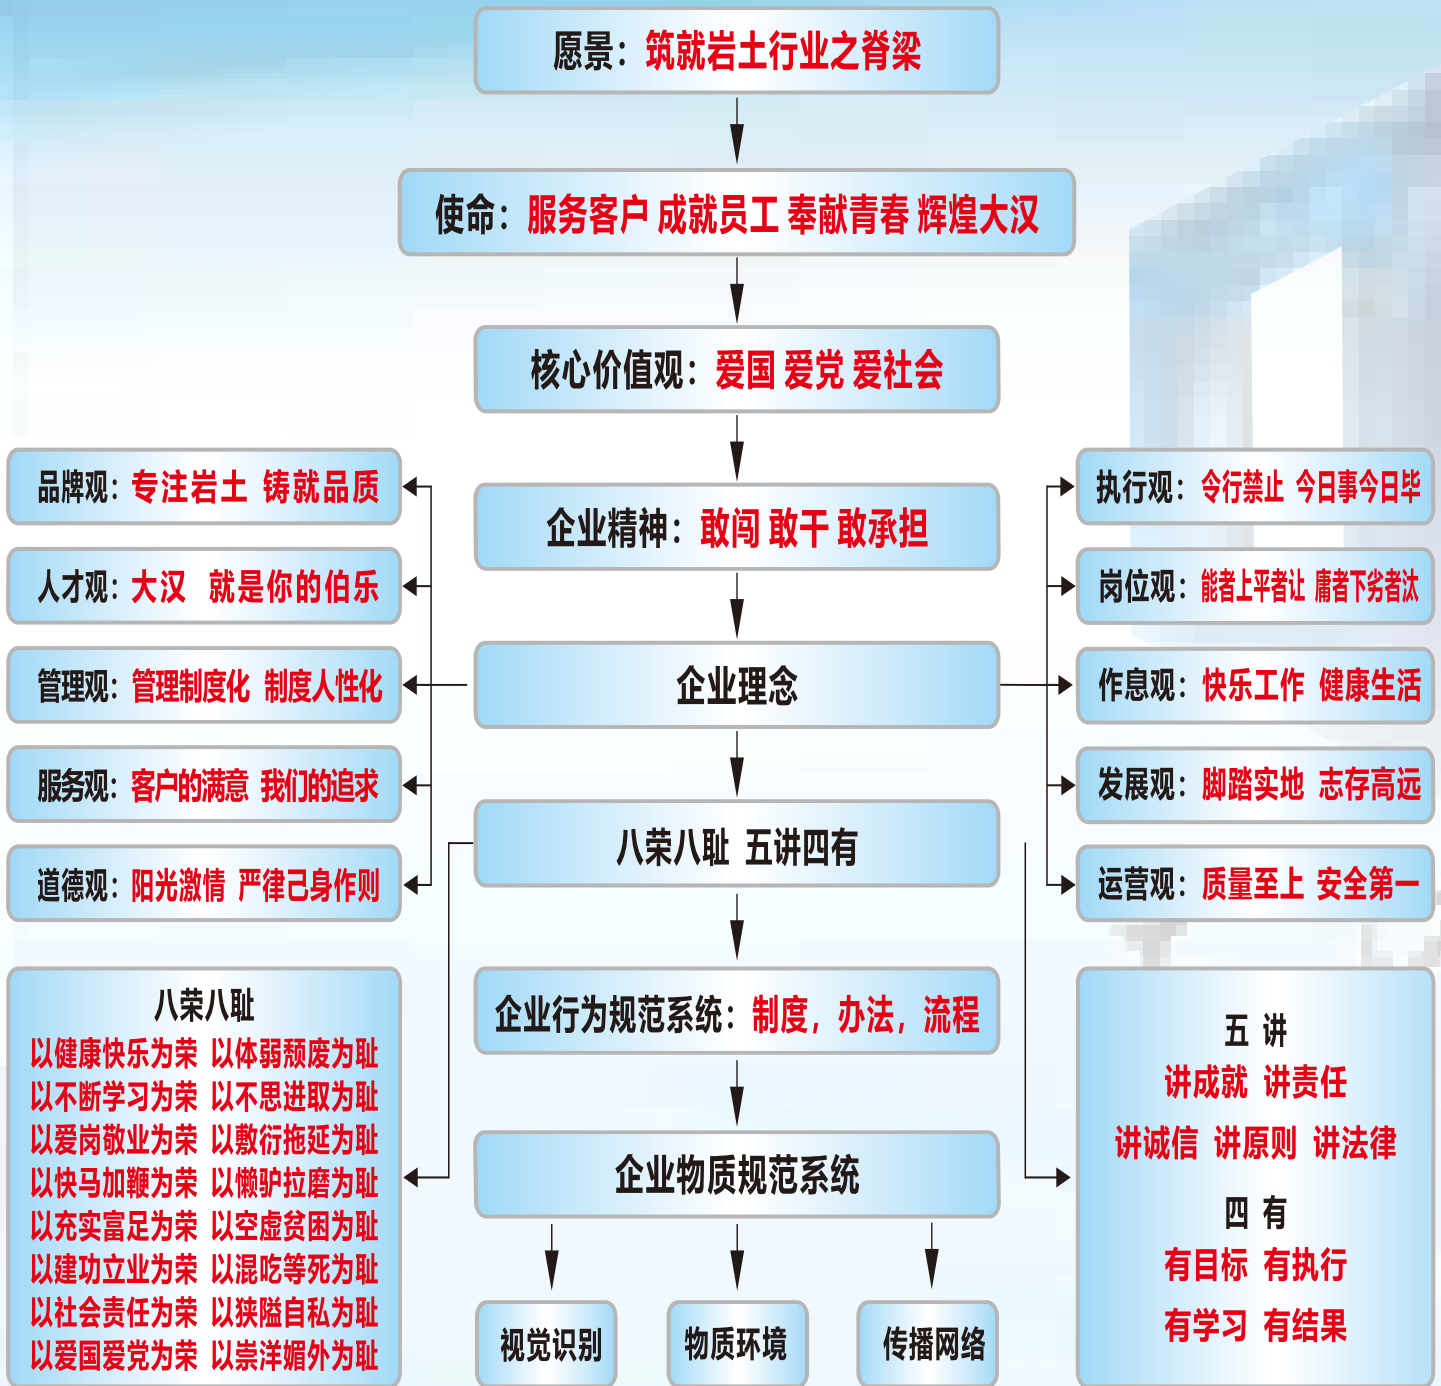 愿景：筑就岩土行业之脊梁
使命：服务客户 成就员工 奉献青春 辉煌大汉
核心价值观：爱国 爱党 爱社会
企业精神：敢闯 敢干 敢承担
企业理念
品牌观：专注岩土 铸就品质
人才观：大汉 就是你的伯乐
管理观：管理制度化 制度人性化
服务观：客户的满意 我们的追求
道德观：阳光激情 严律己身作则
执行观：令行禁止 今日事今日毕
岗位观：能者上平者让 庸者下劣者汰
作息观：快乐工作 健康生活
发展观：脚踏实地 志存高远
运营观：质量至上 安全第一
八荣八耻 五讲四有
八荣八耻
以健康快乐为荣 以体弱颓废为耻
以不断学习为荣 以不思进取为耻
以爱岗敬业为荣 以敷衍拖延为耻
以快马加鞭为荣 以懒驴拉磨为耻
以充实富足为荣 以空虚贫困为耻
以建功立业为荣 以混吃等死为耻
以社会责任为荣 以狭隘自私为耻
以爱国爱党为荣 以崇洋媚外为耻
五 讲
讲成就 讲责任
讲诚信 讲原则 讲法律
四 有
有目标 有执行
有学习 有结果
企业行为规范系统：制度，办法，流程
企业物质规范系统
视觉识别
物质环境
传播网络